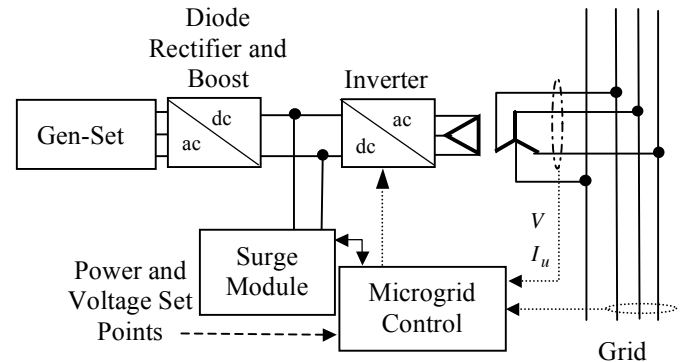 Diode
Rectifier and
Boost
Inverter
Gen-Set
dc
ac
ac
dc
V
I_u
Surge
Module
Power and
Voltage Set
Points
Microgrid
Control
Grid